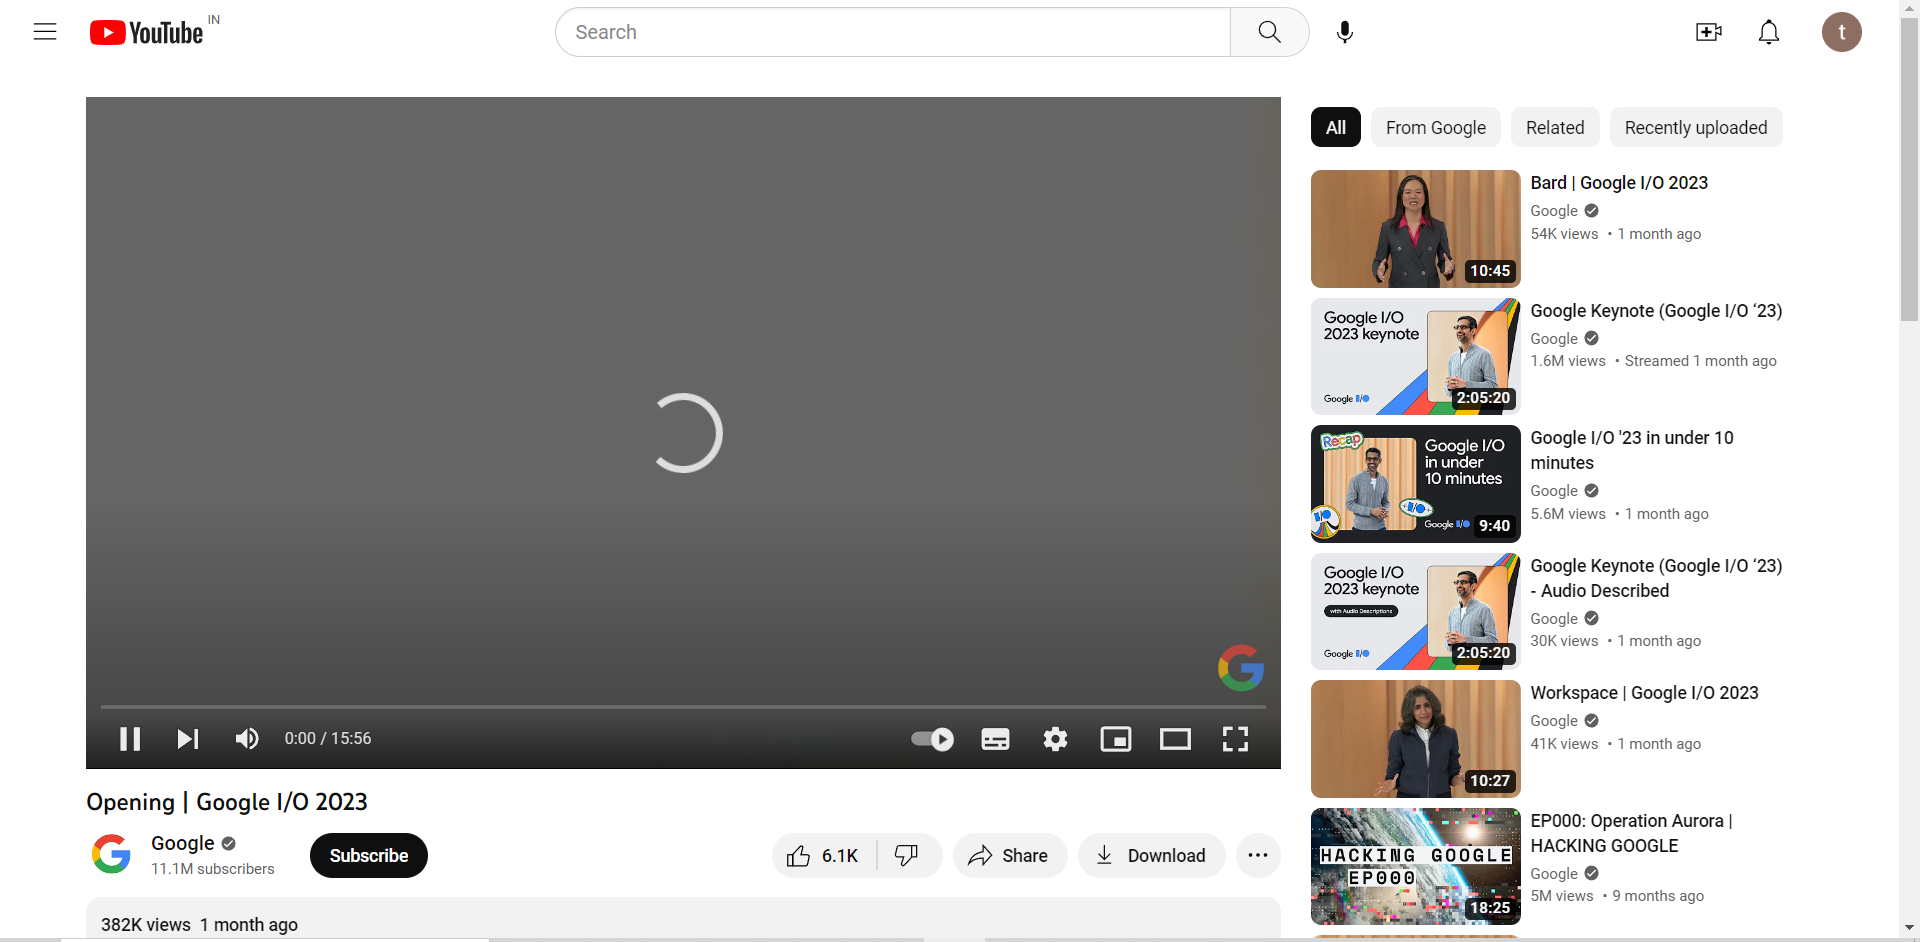 YouTube IN
Search
t
All
From Google
Related
Recently uploaded
0:00 / 15:56
Opening | Google I/O 2023
Google
11.1M subscribers
Subscribe
6.1K
Share
Download
382K views 1 month ago
10:45
Bard | Google I/O 2023
Google
54K views • 1 month ago
Google I/O
2023 keynote
Google I/O
2:05:20
Google Keynote (Google I/O ‘23)
Google
1.6M views • Streamed 1 month ago
Recap
Google I/O
in under
10 minutes
I/O
I/O
Google I/O
9:40
Google I/O '23 in under 10
minutes
Google
5.6M views • 1 month ago
Google I/O
2023 keynote
with Audio Descriptions
Google I/O
2:05:20
Google Keynote (Google I/O ‘23)
- Audio Described
Google
30K views • 1 month ago
10:27
Workspace | Google I/O 2023
Google
41K views • 1 month ago
HACKING GOOGLE
EP000
18:25
EP000: Operation Aurora |
HACKING GOOGLE
Google
5M views • 9 months ago